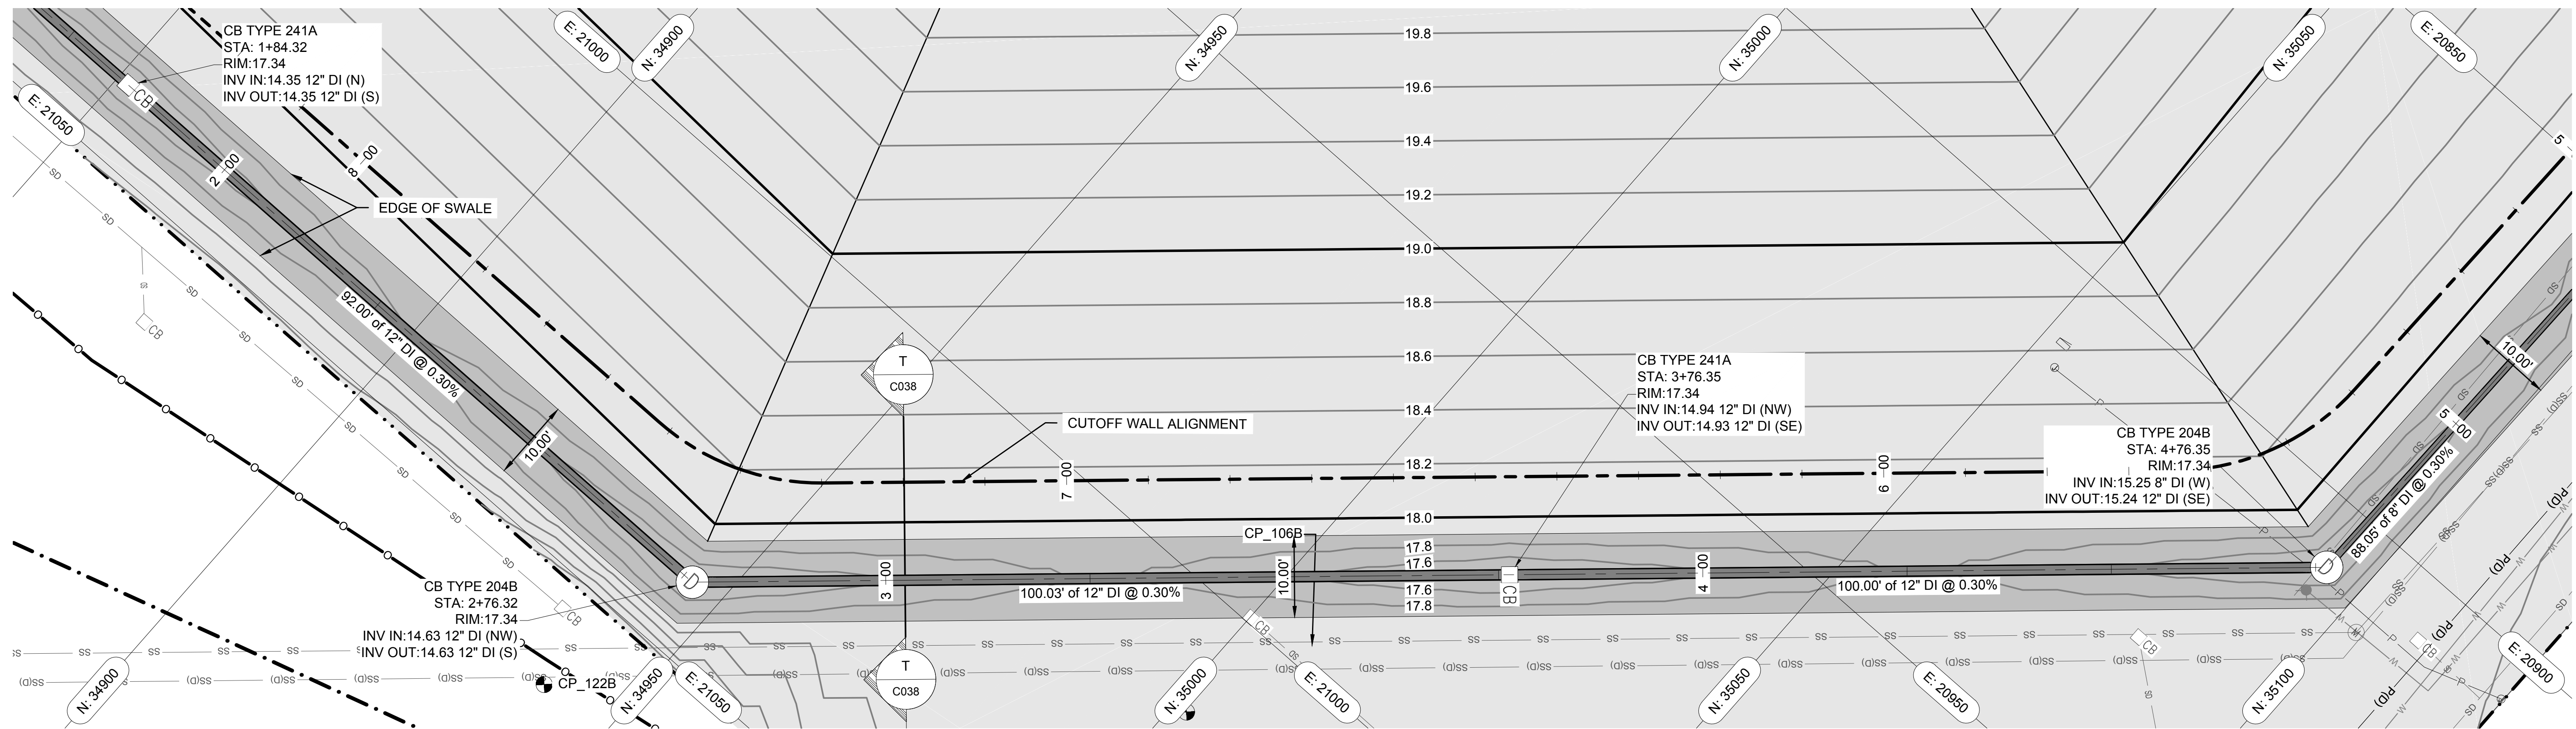 CB TYPE 241A
STA: 1+84.32
RIM:17.34
INV IN:14.35 12" DI (N)
INV OUT:14.35 12" DI (S)
E: 21000
N: 34900
N: 34950
N: 35000
N: 35050
E: 20850
E: 21050
CB
2+00
8+00
EDGE OF SWALE
19.8
19.6
19.4
19.2
19.0
18.8
18.6
18.4
18.2
18.0
17.8
17.6
17.6
17.8
92.00' of 12" DI @ 0.30%
10.00'
T
C038
CUTOFF WALL ALIGNMENT
7+00
6+00
CB TYPE 241A
STA: 3+76.35
RIM:17.34
INV IN:14.94 12" DI (NW)
INV OUT:14.93 12" DI (SE)
CB TYPE 204B
STA: 4+76.35
RIM:17.34
INV IN:15.25 8" DI (W)
INV OUT:15.24 12" DI (SE)
10.00'
5+00
88.05' of 8" DI @ 0.30%
CP_106B
10.00'
3+00
100.03' of 12" DI @ 0.30%
CB
4+00
100.00' of 12" DI @ 0.30%
D
D
CB TYPE 204B
STA: 2+76.32
RIM:17.34
INV IN:14.63 12" DI (NW)
INV OUT:14.63 12" DI (S)
CP_122B
T
C038
N: 34900
N: 34950
E: 21050
N: 35000
E: 21000
N: 35050
E: 20950
N: 35100
E: 20900
CB
CB
CB
CB
CB
SD
SS
SS(D)
P(D)
W
P